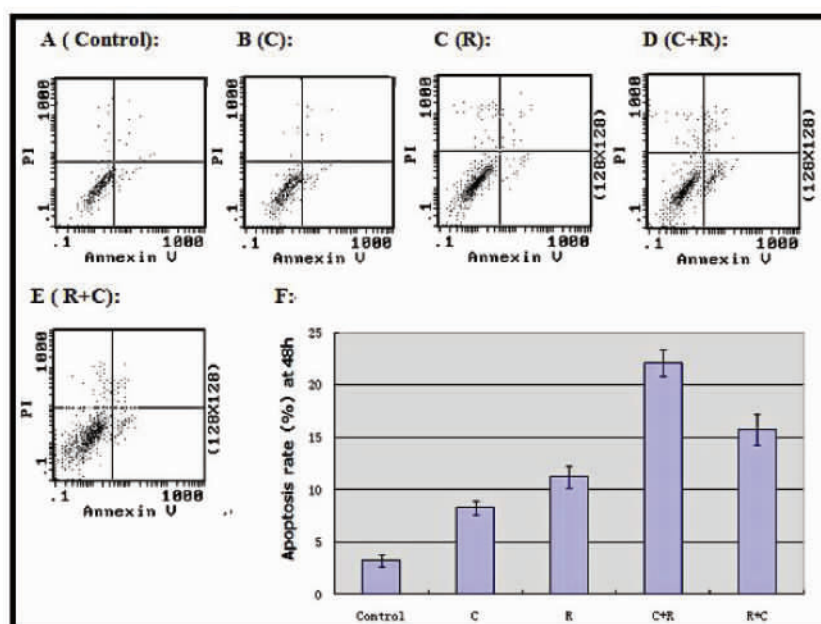 A ( Control):
B (C):
C (R):
D (C+R):
1000
PI
.1
.1 1000
Annexin V
1000
PI
.1
.1 1000
Annexin V
1000
PI
.1
.1 1000
Annexin V
(128X128)
1000
PI
.1
.1 1000
Annexin V
(128X128)
E ( R+C):
1000
PI
.1
.1 1000
Annexin V
(128X128)
F:
Apoptosis rate (%) at 48h
25
20
15
10
5
0
Control C R C+R R+C